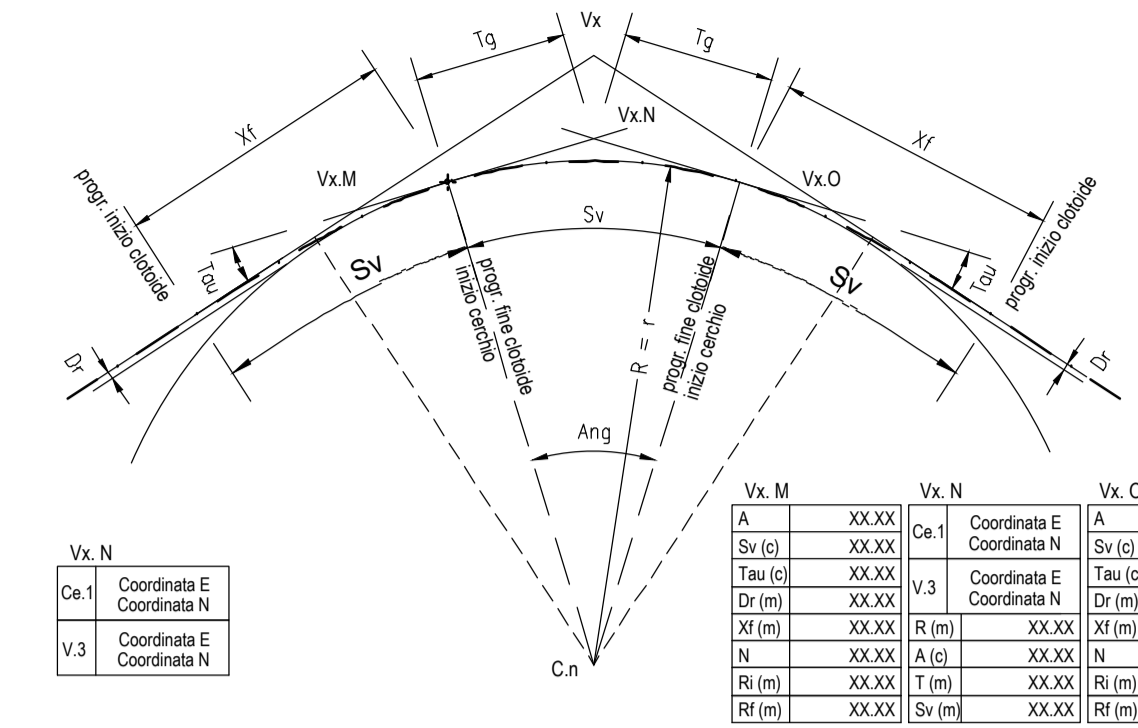 Vx
Tg
Tg
Xf
Xf
Vx.N
Vx.M
Vx.O
progr. inizio clotoide
progr. inizio clotoide
Sv
Sv
Sv
Tau
Tau
progr. fine clotoide
inizio cerchio
progr. fine clotoide
inizio cerchio
R = r
Dr
Dr
Ang
C.n
Vx. N
Ce.1 Coordinata E
Coordinata N
V.3 Coordinata E
Coordinata N
Vx. M
A XX.XX
Sv (c) XX.XX
Tau (c) XX.XX
Dr (m) XX.XX
Xf (m) XX.XX
N XX.XX
Ri (m) XX.XX
Rf (m) XX.XX
Vx. N
Ce.1 Coordinata E
Coordinata N
V.3 Coordinata E
Coordinata N
R (m) XX.XX
A (c) XX.XX
T (m) XX.XX
Sv (m) XX.XX
Vx.
A
Sv (c)
Tau (c
Dr (m)
Xf (m)
N
Ri (m)
Rf (m)